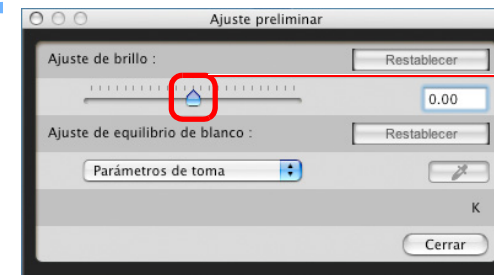 Ajuste preliminar
Ajuste de brillo :
Restablecer
0.00
Ajuste de equilibrio de blanco :
Restablecer
Parámetros de toma
K
Cerrar